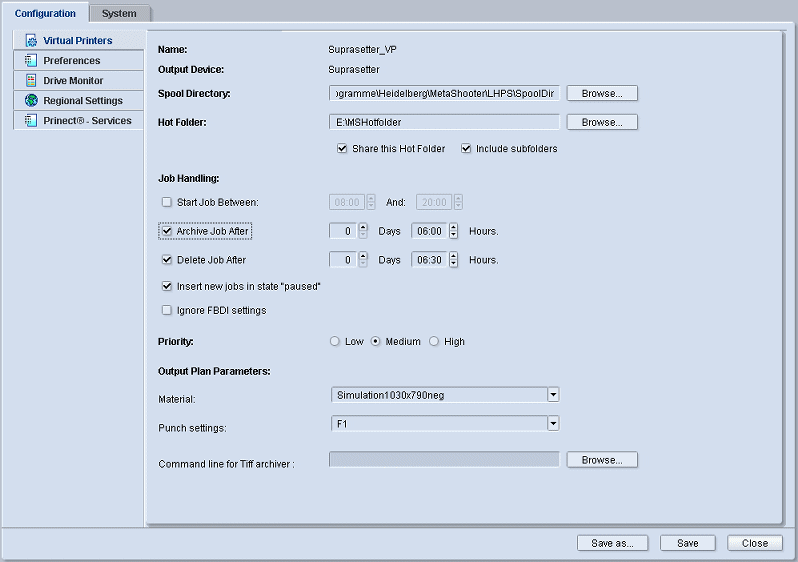 Configuration System
Virtual Printers
Preferences
Drive Monitor
Regional Settings
Prinect® - Services
Name: Suprasetter_VP
Output Device: Suprasetter
Spool Directory: ogramme\Heidelberg\MetaShooter\LHPS\SpoolDir Browse...
Hot Folder: E:\MSHotfolder Browse...
Share this Hot Folder Include subfolders
Job Handling:
Start Job Between: 08:00 And: 20:00
Archive Job After 0 Days 06:00 Hours.
Delete Job After 0 Days 06:30 Hours.
Insert new jobs in state "paused"
Ignore FBDI settings
Priority: Low Medium High
Output Plan Parameters:
Material: Simulation1030x790neg
Punch settings: F1
Command line for Tiff archiver : Browse...
Save as... Save Close